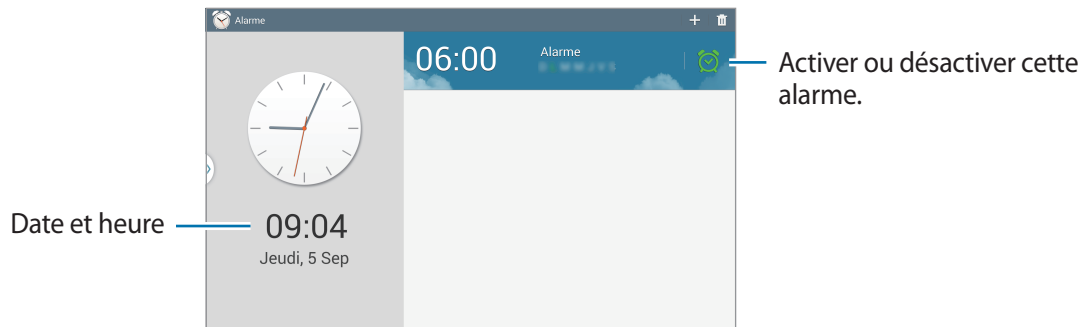 Alarme
06:00
Alarme
Activer ou désactiver cette
alarme.
Date et heure
09:04
Jeudi, 5 Sep